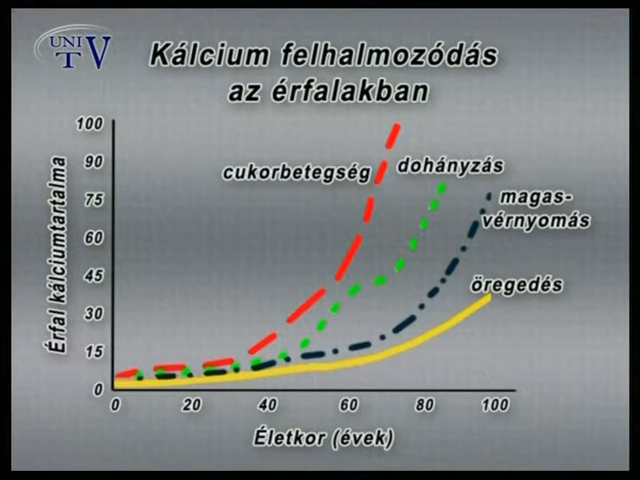 UNI
TV
Kálcium felhalmozódás
az érfalakban
Érfal kálciumtartalma
100
90
75
60
45
30
15
0
cukorbetegség
dohányzás
magas-
vérnyomás
öregedés
0 20 40 60 80 100
Életkor (évek)